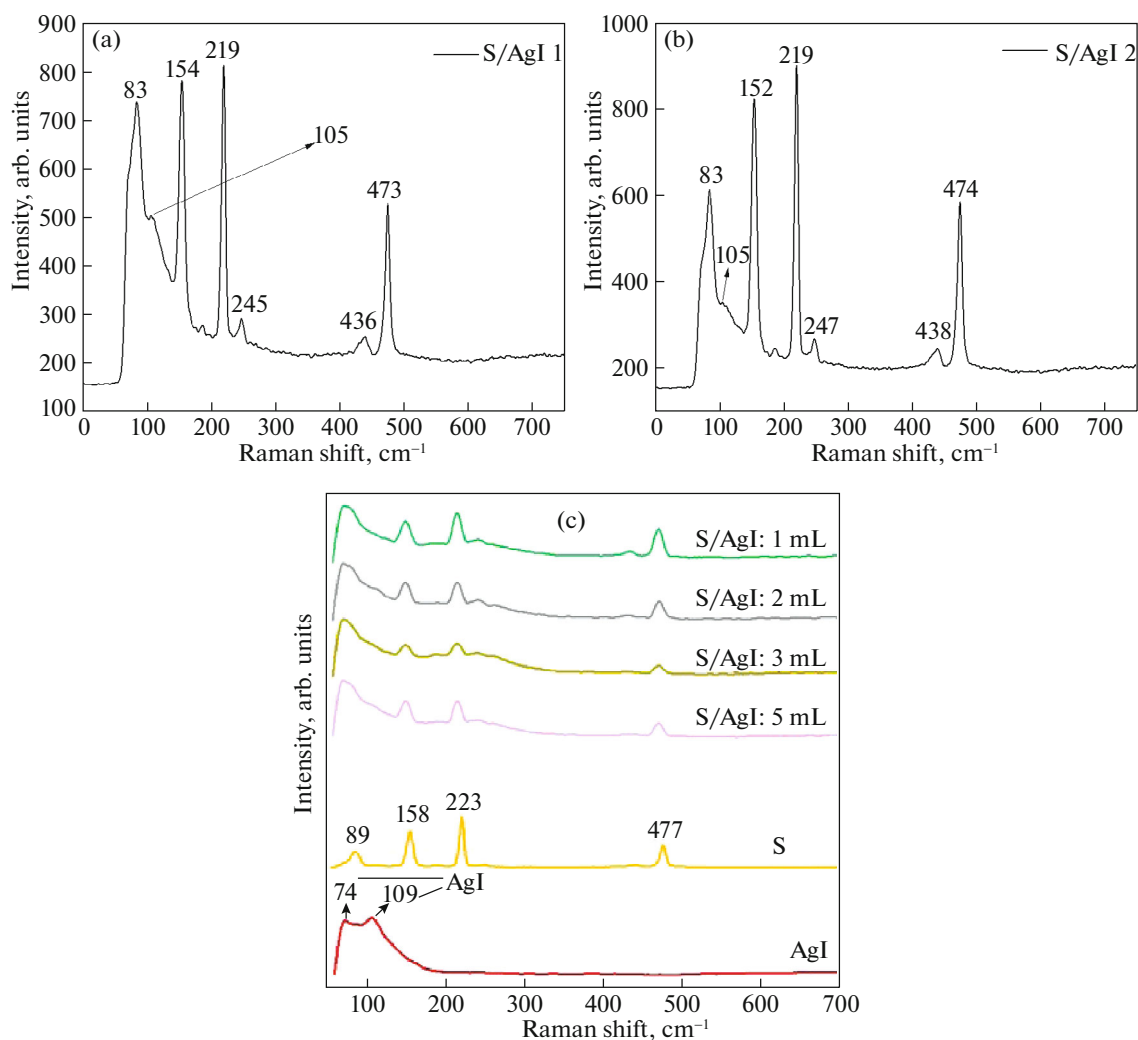 (a)
S/AgI 1
83
154
219
105
245
436
473
900
800
700
600
500
400
300
200
100
0 100 200 300 400 500 600 700
Intensity, arb. units
Raman shift, cm⁻¹
(b)
S/AgI 2
83
152
219
105
247
438
474
1000
800
600
400
200
0 100 200 300 400 500 600 700
Intensity, arb. units
Raman shift, cm⁻¹
(c)
S/AgI: 1 mL
S/AgI: 2 mL
S/AgI: 3 mL
S/AgI: 5 mL
89
158
223
477
S
AgI
74
109
AgI
100 200 300 400 500 600 700
Intensity, arb. units
Raman shift, cm⁻¹